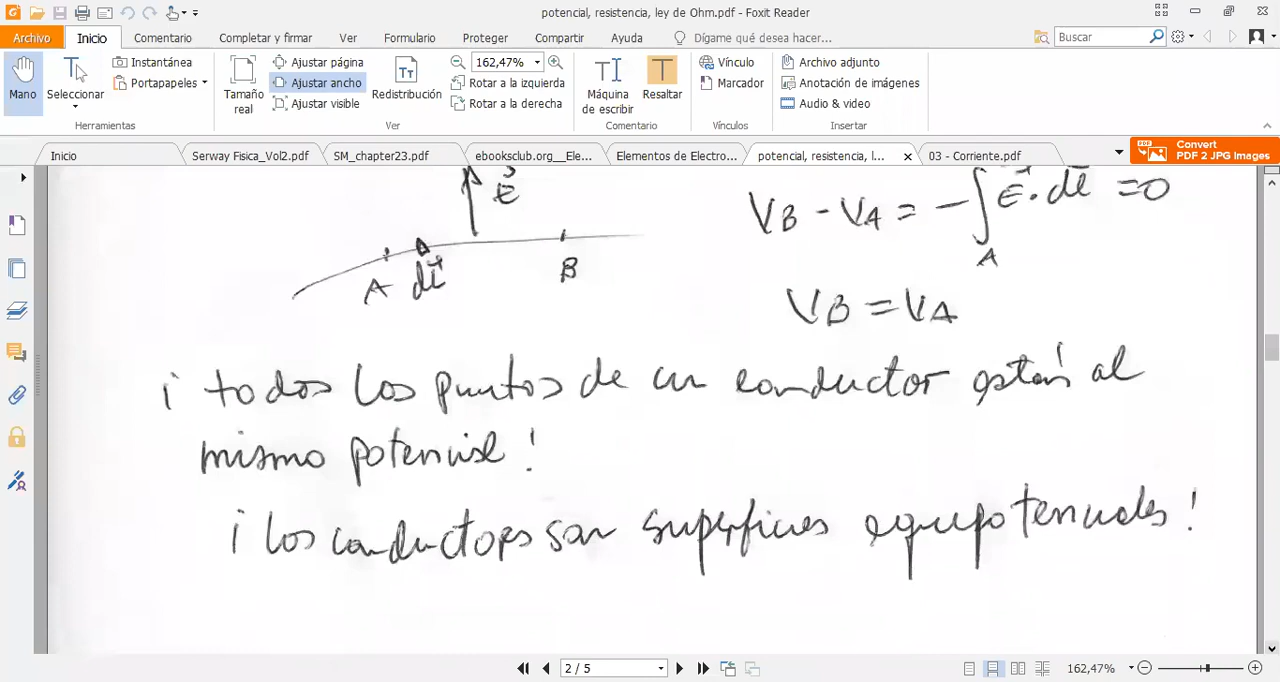 potencial, resistencia, ley de Ohm.pdf - Foxit Reader
Archivo Inicio Comentario Completar y firmar Ver Formulario Proteger Compartir Ayuda Dígame qué desea hacer... Buscar
Mano
Seleccionar
Instantánea
Portapapeles
Herramientas
Tamaño real
Ajustar página
Ajustar ancho
Ajustar visible
Redistribución
162,47%
Rotar a la izquierda
Rotar a la derecha
Ver
Máquina de escribir
Resaltar
Comentario
Vínculo
Marcador
Vínculos
Archivo adjunto
Anotación de imágenes
Audio & video
Insertar
Inicio Serway Fisica_Vol2.pdf SM_chapter23.pdf ebooksclub.org__Ele... Elementos de Electro... potencial, resistencia, l... 03 - Corriente.pdf
Convert
PDF 2 JPG Images
E
A dl B
VB - VA = -∫ E · dl = 0
A
VB = VA
¡ todos los puntos de un conductor están al
mismo potencial !
¡ los conductores son superficies equipotenciales !
2 / 5
162,47%